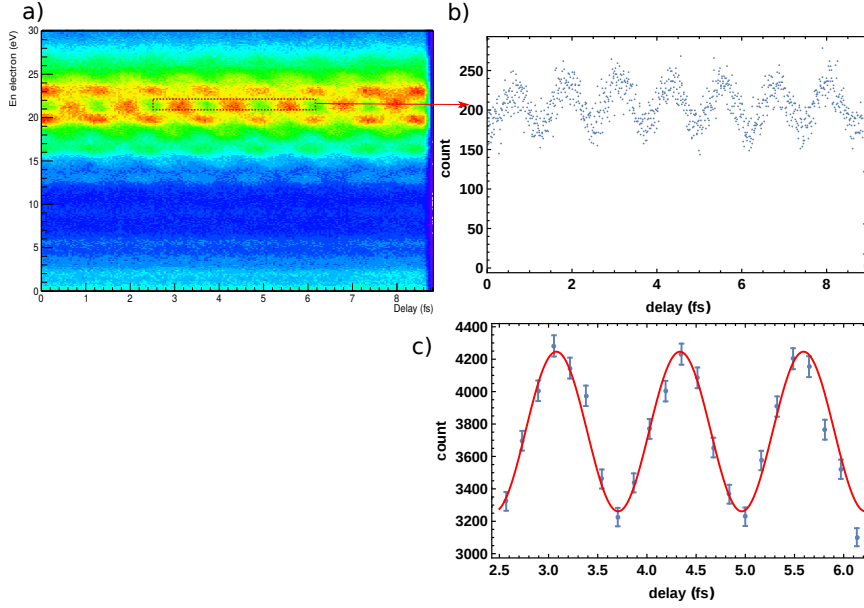 a)
En electron (eV)
30
25
20
15
10
5
0
0 1 2 3 4 5 6 7 8
Delay (fs)
b)
count
250
200
150
100
50
0
0 2 4 6 8
delay (fs)
c)
count
4400
4200
4000
3800
3600
3400
3200
3000
2.5 3.0 3.5 4.0 4.5 5.0 5.5 6.0
delay (fs)